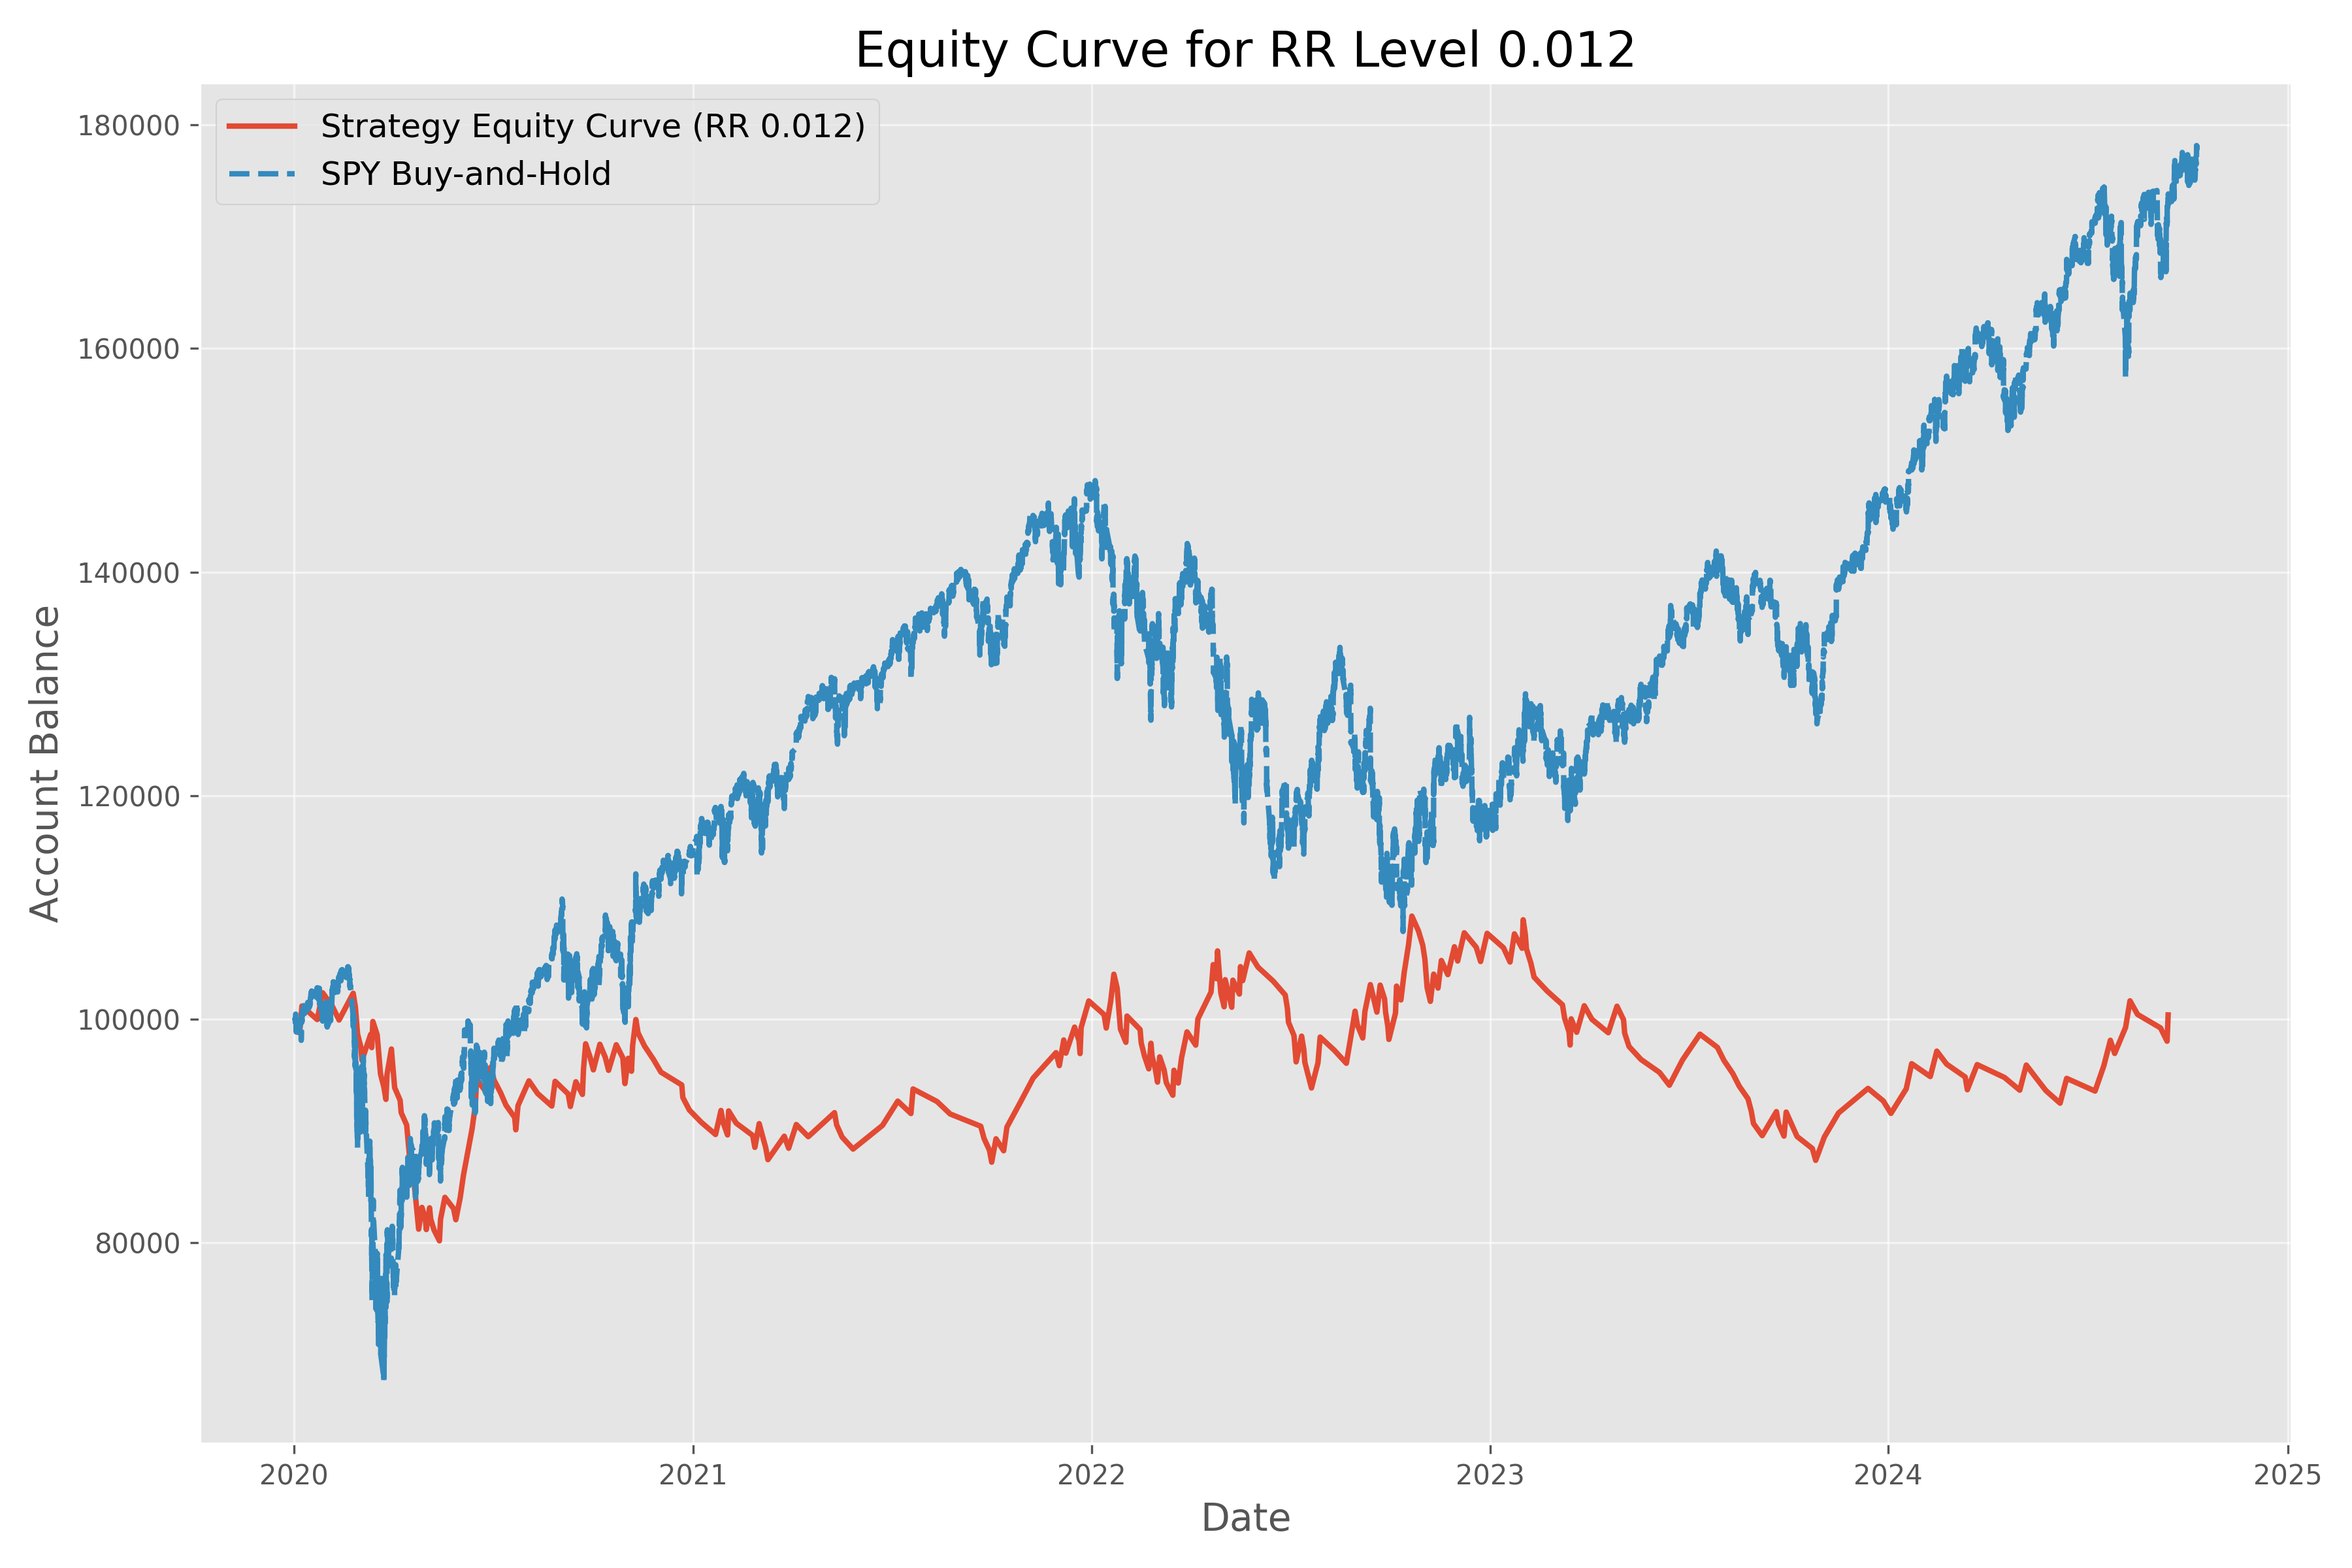 Equity Curve for RR Level 0.012
Strategy Equity Curve (RR 0.012)
SPY Buy-and-Hold
180000
160000
140000
120000
100000
80000
Account Balance
2020
2021
2022
2023
2024
2025
Date